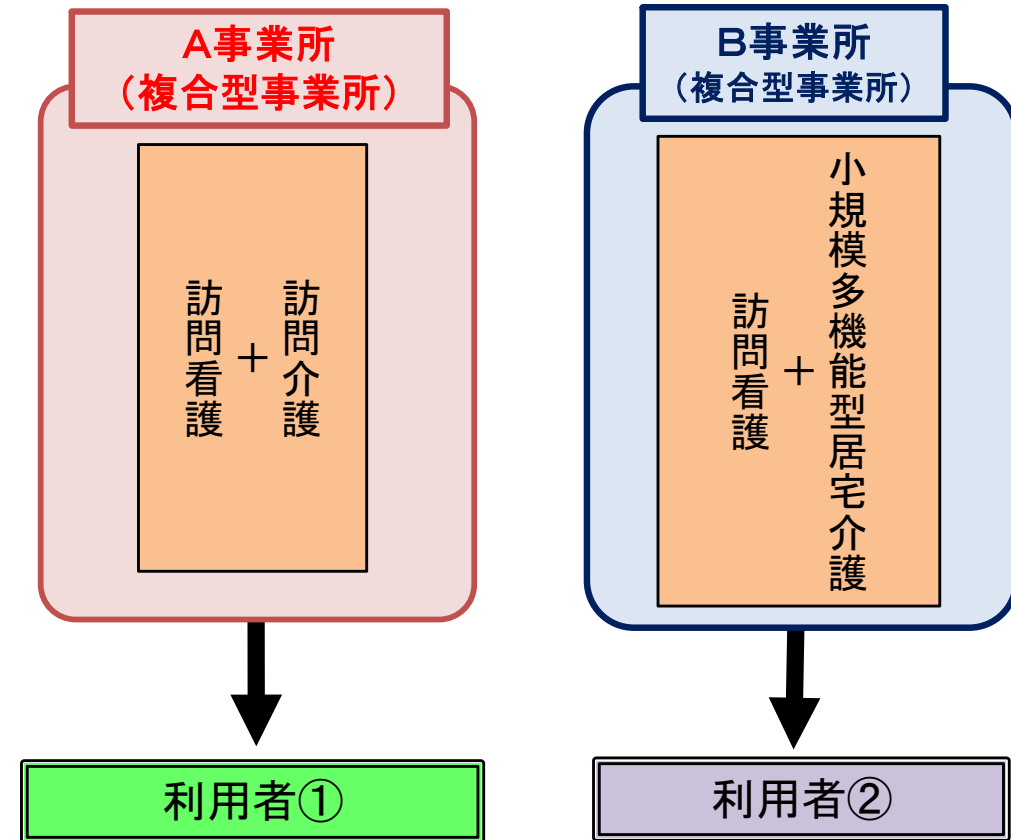 A事業所
（複合型事業所）
訪問介護
＋
訪問看護
利用者①
B事業所
（複合型事業所）
小規模多機能型居宅介護
＋
訪問看護
利用者②